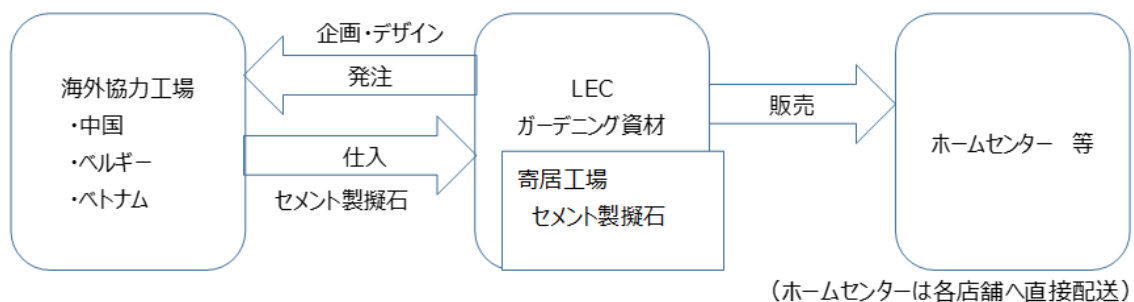 海外協力工場
・中国
・ベルギー
・ベトナム
企画・デザイン
発注
仕入
セメント製擬石
LEC
ガーデニング資材
寄居工場
セメント製擬石
販売
ホームセンター 等
（ホームセンターは各店舗へ直接配送）